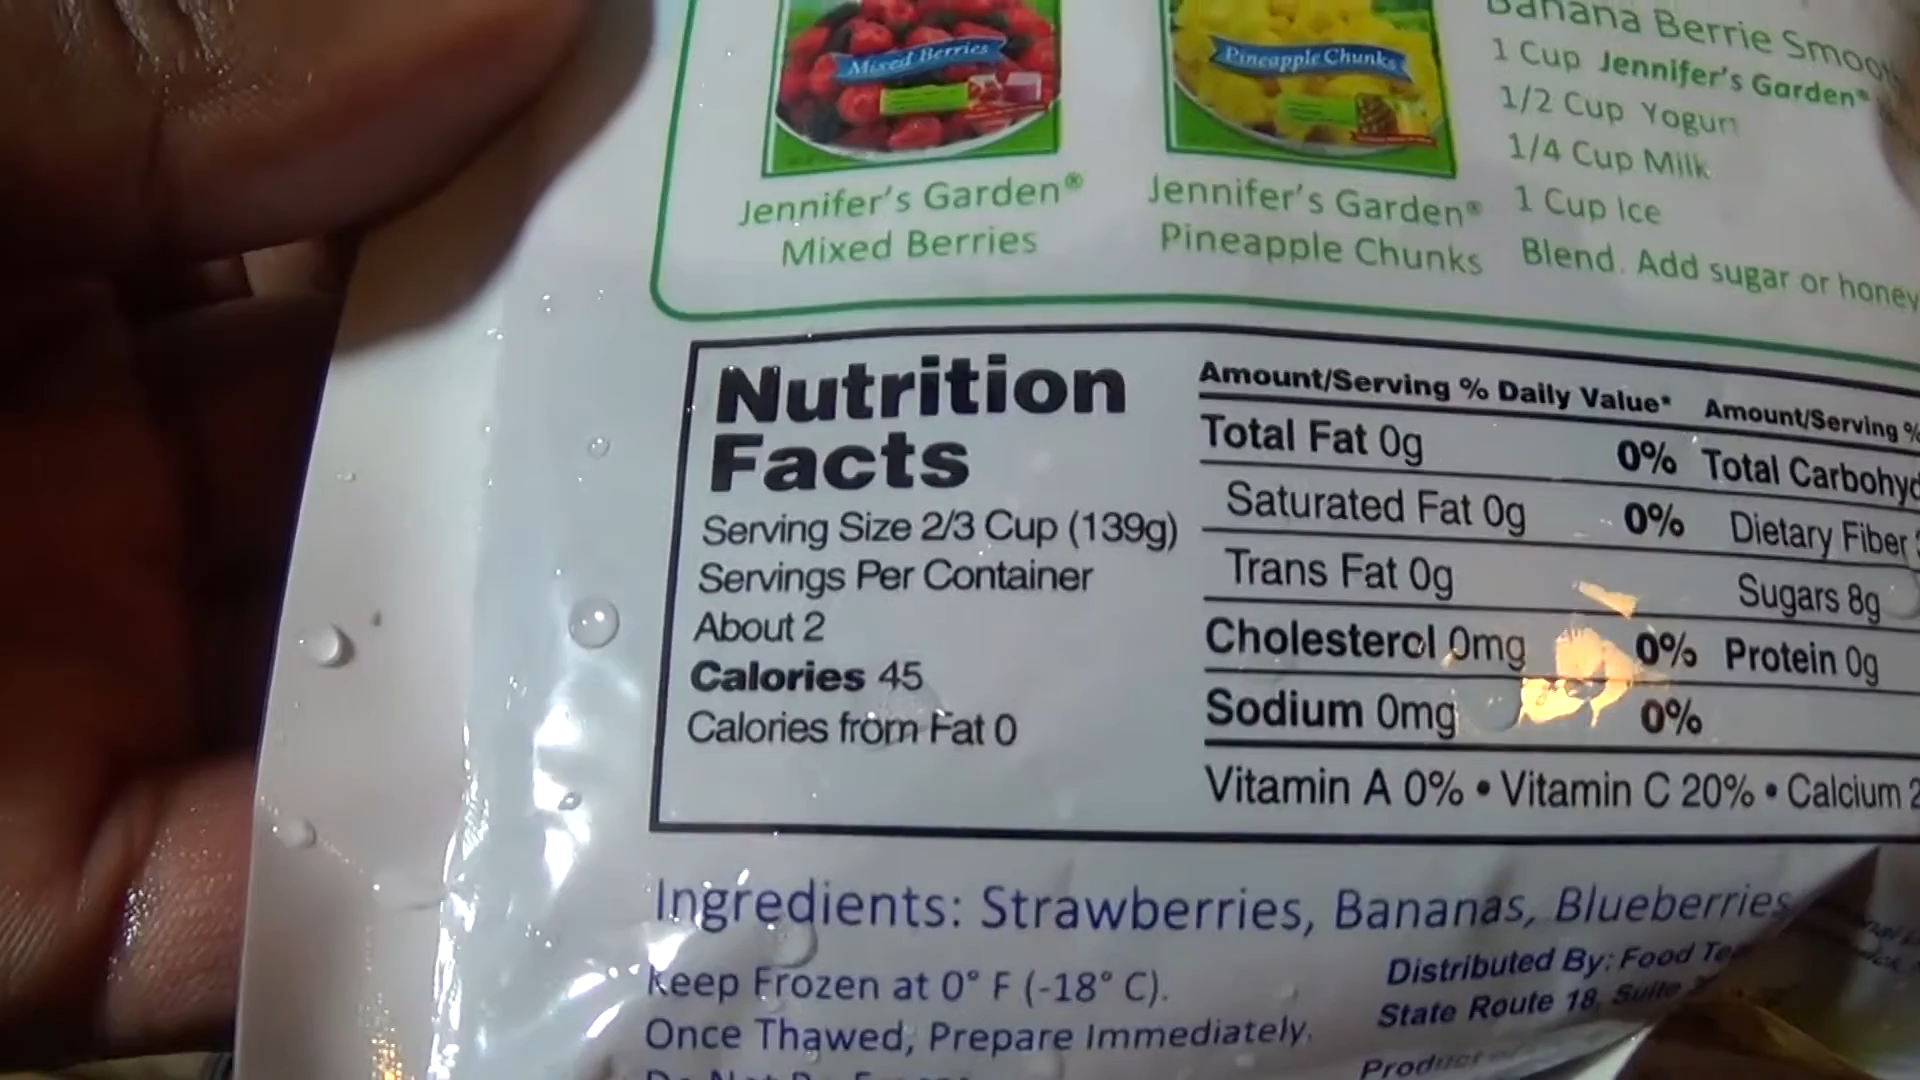 Mixed Berries
Pineapple Chunks
Jennifer's Garden®
Mixed Berries
Jennifer's Garden®
Pineapple Chunks
Banana Berrie
1 Cup Jennifer's Garden®
1/2 Cup Yogurt
1/4 Cup Milk
1 Cup Ice
Blend. Add sugar or honey
Nutrition
Facts
Serving Size 2/3 Cup (139g)
Servings Per Container
About 2
Calories 45
Calories from Fat 0
Amount/Serving % Daily Value*
Total Fat 0g 0%
Saturated Fat 0g 0%
Trans Fat 0g
Cholesterol 0mg 0%
Sodium 0mg 0%
Amount/Serving %
Total
Dietary Fiber
Sugars 8g
Protein 0g
Vitamin A 0% • Vitamin C 20% • Calcium 2
Ingredients: Strawberries, Bananas, Blueberries
Keep Frozen at 0° F (-18° C).
Once Thawed, Prepare Immediately.
Distributed By: Food
State Route 18, Suite
Product